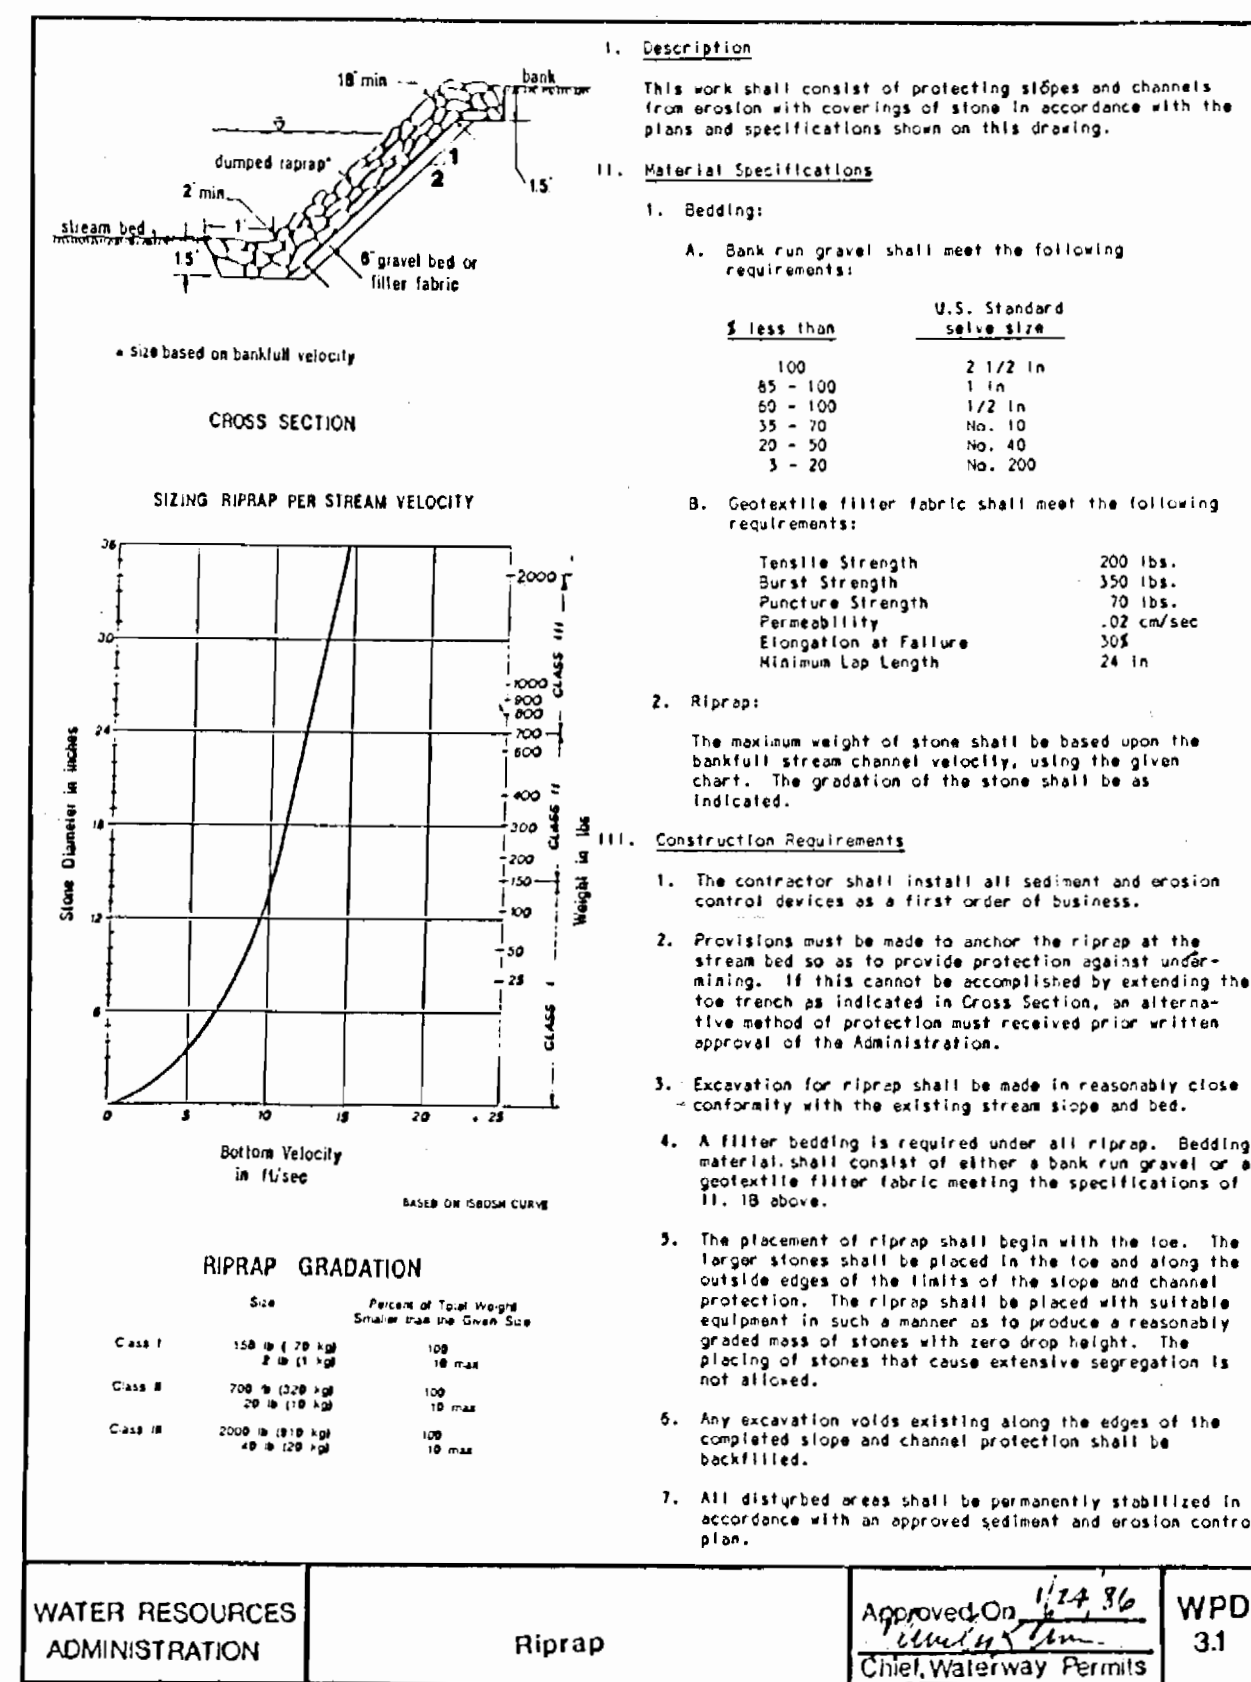 18" min
bank
dumped raprap*
1
2
1.5'
2' min
stream bed
1'
1.5'
6" gravel bed or
filter fabric
* Size based on bankfull velocity
CROSS SECTION
SIZING RIPRAP PER STREAM VELOCITY
36
30
24
18
12
6
Stone Diameter in inches
0
5
10
15
20
25
Bottom Velocity
in ft/sec
2000
1000
900
800
700
600
400
300
200
150
100
50
25
CLASS III
CLASS II
CLASS I
Weight in lbs
BASED ON ISBOSH CURVE
RIPRAP GRADATION
Size Percent of Total Weight
Smaller than the Given Size
Class I 150 lb (70 kg) 100
2 lb (1 kg) 10 max
Class II 700 lb (320 kg) 100
20 lb (10 kg) 10 max
Class III 2000 lb (910 kg) 100
40 lb (20 kg) 10 max
I. Description
This work shall consist of protecting slopes and channels
from erosion with coverings of stone in accordance with the
plans and specifications shown on this drawing.
II. Material Specifications
1. Bedding:
A. Bank run gravel shall meet the following
requirements:
U.S. Standard
% less than seive size
100 2 1/2 in
85 - 100 1 in
60 - 100 1/2 in
35 - 70 No. 10
20 - 50 No. 40
3 - 20 No. 200
B. Geotextile filter fabric shall meet the following
requirements:
Tensile Strength 200 lbs.
Burst Strength 350 lbs.
Puncture Strength 70 lbs.
Permeability .02 cm/sec
Elongation at Failure 30%
Minimum Lap Length 24 in
2. Riprap:
The maximum weight of stone shall be based upon the
bankfull stream channel velocity, using the given
chart. The gradation of the stone shall be as
indicated.
III. Construction Requirements
1. The contractor shall install all sediment and erosion
control devices as a first order of business.
2. Provisions must be made to anchor the riprap at the
stream bed so as to provide protection against under-
mining. If this cannot be accomplished by extending the
toe trench as indicated in Cross Section, an alterna-
tive method of protection must received prior written
approval of the Administration.
3. Excavation for riprap shall be made in reasonably close
conformity with the existing stream slope and bed.
4. A filter bedding is required under all riprap. Bedding
material shall consist of either a bank run gravel or a
geotextile filter fabric meeting the specifications of
II. 1B above.
5. The placement of riprap shall begin with the toe. The
larger stones shall be placed in the toe and along the
outside edges of the limits of the slope and channel
protection. The riprap shall be placed with suitable
equipment in such a manner as to produce a reasonably
graded mass of stones with zero drop height. The
placing of stones that cause extensive segregation is
not allowed.
6. Any excavation voids existing along the edges of the
completed slope and channel protection shall be
backfilled.
7. All disturbed areas shall be permanently stabilized in
accordance with an approved sediment and erosion contro
plan.
WATER RESOURCES
ADMINISTRATION
Riprap
Approved On 1/24/86
Chief, Waterway Permits
WPD
3.1